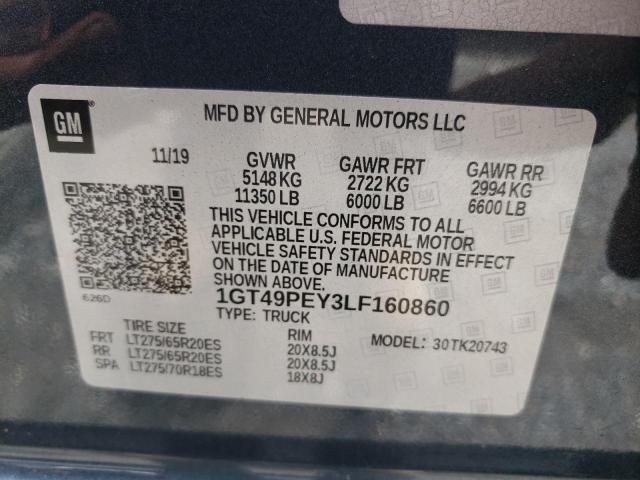 GM ®
MFD BY GENERAL MOTORS LLC
11/19 GVWR GAWR FRT GAWR RR
5148 KG 2722 KG 2994 KG
11350 LB 6000 LB 6600 LB
THIS VEHICLE CONFORMS TO ALL
APPLICABLE U.S. FEDERAL MOTOR
VEHICLE SAFETY STANDARDS IN EFFECT
ON THE DATE OF MANUFACTURE
SHOWN ABOVE.
626D
1GT49PEY3LF160860
TYPE: TRUCK
TIRE SIZE RIM
FRT LT275/65R20ES 20X8.5J 30TK20743
RR LT275/65R20ES 20X8.5J
SPA LT275/70R18ES 18X8J